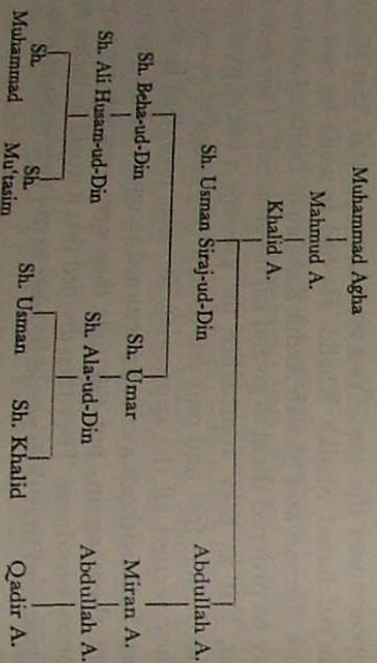 Muhammad Agha
Mahmud A.
Khalid A.
Sh. Usman Siraj-ud-Din Abdullah A.
Sh. Beha-ud-Din Sh. Umar Miran A.
Sh. Ali Husam-ud-Din Sh. Ala-ud-Din Abdullah A.
Sh. Sh. Sh. Usman Sh. Khalid Qadir A.
Muhammad Mu'tasim